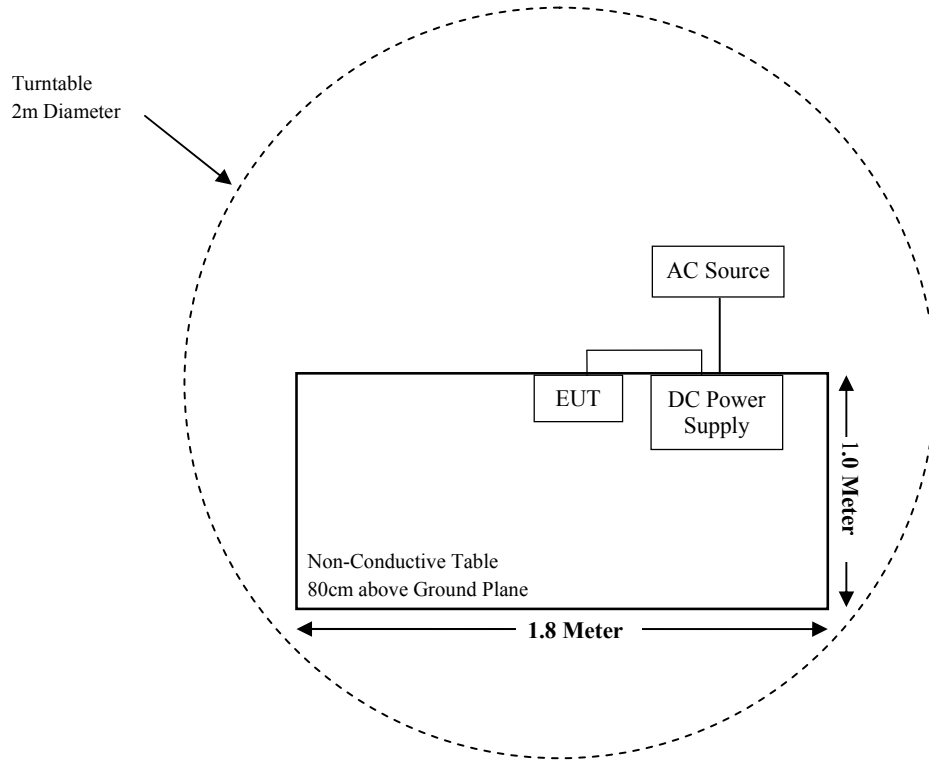 Turntable
2m Diameter
AC Source
EUT
DC Power
Supply
1.0 Meter
Non-Conductive Table
80cm above Ground Plane
1.8 Meter